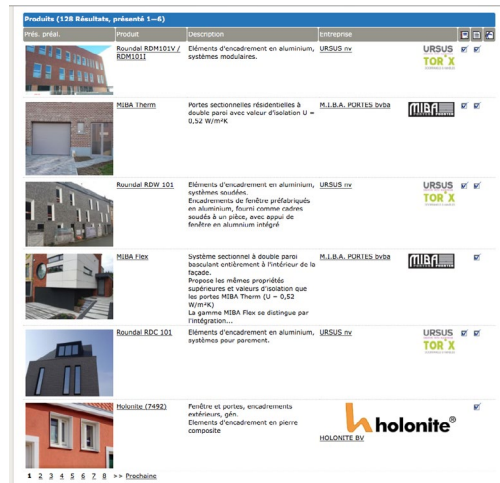 Produits (128 Résultats, présenté 1—6)
Prés. préal. Produit Description Entreprise
Roundal RDM101V / RDM101I
Eléments d'encadrement en aluminium, systèmes modulaires.
URSUS nv
URSUS
TOR X
MIBA Therm
Portes sectionnelles résidentielles à
double paroi avec valeur d'isolation U =
0,52 W/m²K
M.I.B.A. PORTES bvba
MIBA
Roundal RDW 101
Eléments d'encadrement en aluminium,
systèmes soudées.
Encadrements de fenêtre préfabriqués
en aluminium, fourni comme cadres
soudés à un pièce, avec appui de
fenêtre en alumnium intégré
URSUS nv
URSUS
TOR X
MIBA Flex
Système sectionnel à double paroi
basculant entièrement à l'intérieur de la
façade.
Propose les mêmes propriétés
supérieures et valeurs d'isolation que
les portes MIBA Therm (U = 0,52
W/m²K)
La gamme MIBA Flex se distingue par
l'intégration...
M.I.B.A. PORTES bvba
MIBA
Roundal RDC 101
Eléments d'encadrement en aluminium,
systèmes pour parement.
URSUS nv
URSUS
TOR X
Holonite (7492)
Fenêtre et portes, encadrements
extérieurs, gén.
Elements d'encadrement en pierre
composite
holonite®
HOLONITE BV
1 2 3 4 5 6 7 8 >> Prochaine